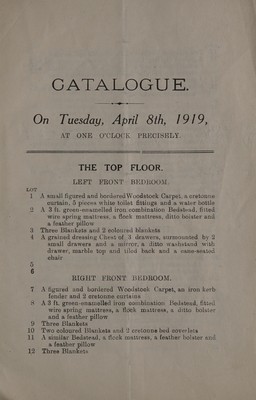 CATALOGUE.
On Tuesday, April 8th, 1919,
AT ONE O'CLOCK PRECISELY.
THE TOP FLOOR.
LEFT FRONT BEDROOM.
LOT
1 A small figured and bordered Woodstock Carpet, a cretonne
curtain, 5 pieces white toilet fittings and a water bottle
2 A 3 ft. green-enamelled iron combination Bedstead, fitted
wire spring mattress, a flock mattress, ditto bolster and
a feather pillow
3 Three Blankets and 2 coloured blankets
4 A grained dressing Chest of 3 drawers, surmounted by 2
small drawers and a mirror, a ditto washstand with
drawer, marble top and tiled back and a cane-seated
chair
5
6
RIGHT FRONT BEDROOM.
7 A figured and bordered Woodstock Carpet, an iron kerb
fender and 2 cretonne curtains
8 A 3 ft. green-enamelled iron combination Bedstead, fitted
wire spring mattress, a flock mattress, a ditto bolster
and a feather pillow
9 Three Blankets
10 Two coloured Blankets and 2 cretonne bed coverlets
11 A similar Bedstead, a flock mattress, a feather bolster and
a feather pillow
12 Three Blankets